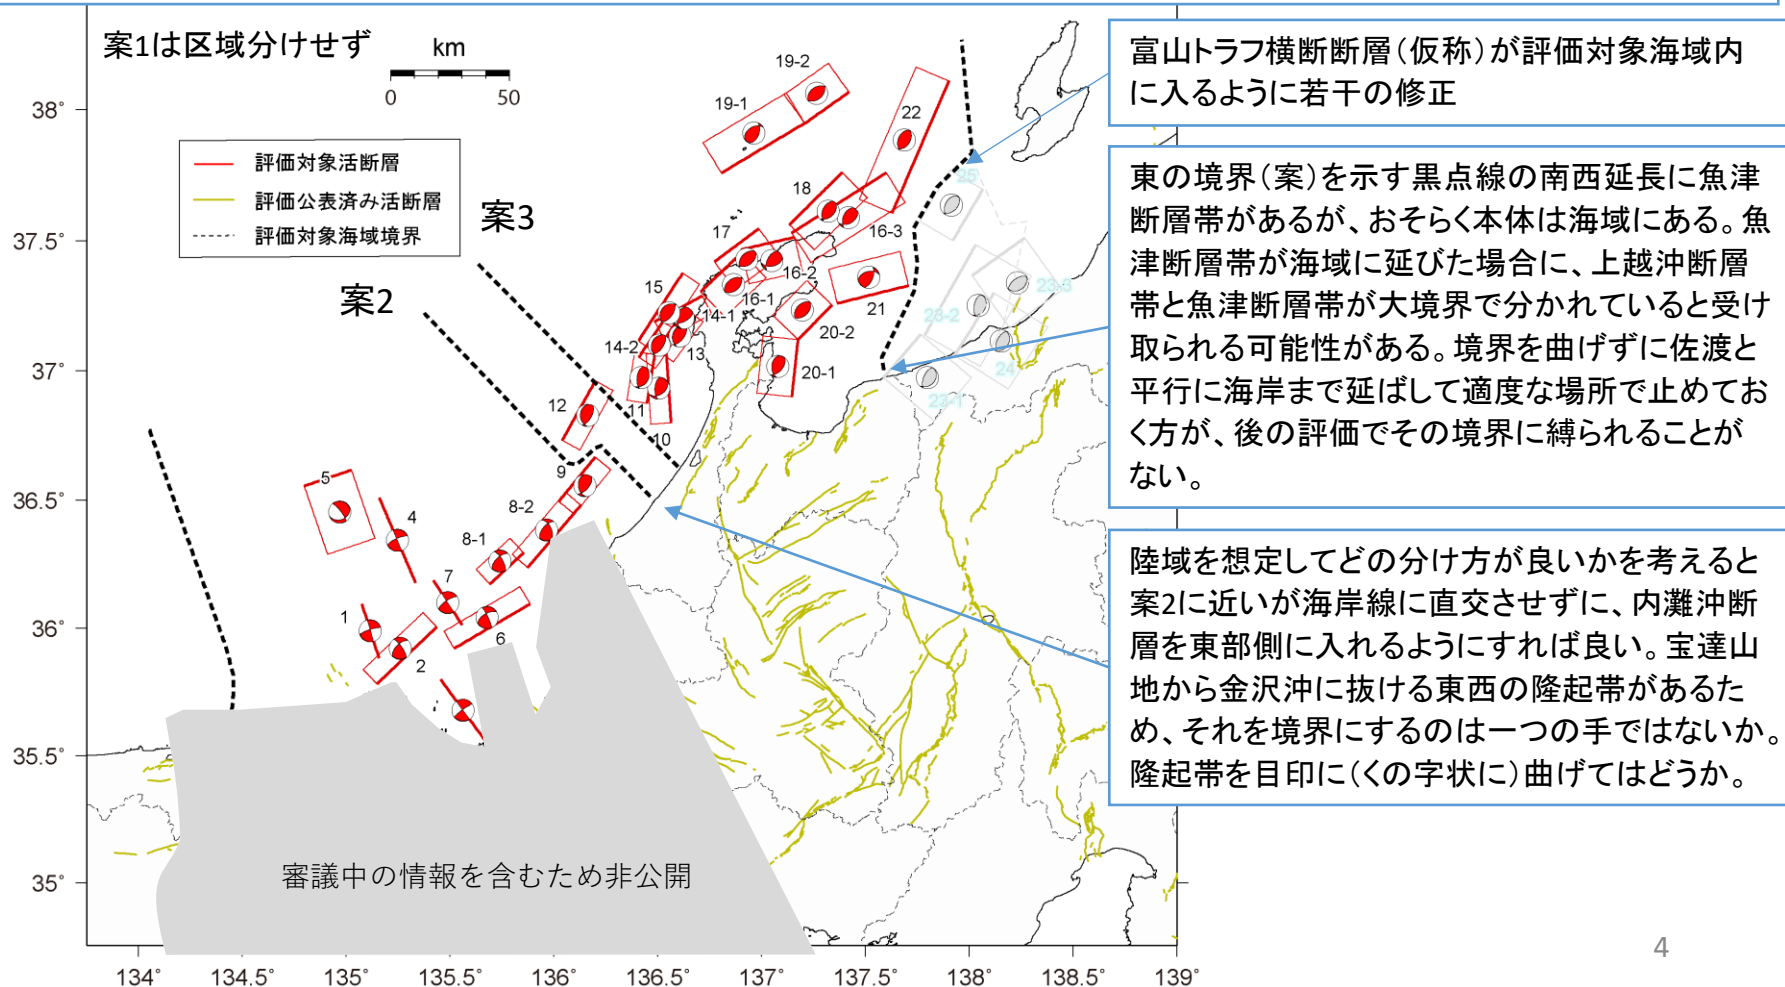 案1は区域分けせず
km
0 50
評価対象活断層
評価公表済み活断層
評価対象海域境界
案3
案2
19-2
19-1
22
18
25
17
16-3
16-2
15
16-1
21
23-3
14-1
23-2
20-2
14-2
13
24
20-1
23-1
12
11
10
9
5
8-2
4
8-1
7
1
6
2
審議中の情報を含むため非公開
38°
37.5°
37°
36.5°
36°
35.5°
35°
134° 134.5° 135° 135.5° 136° 136.5° 137° 137.5° 138° 138.5° 139°
富山トラフ横断断層(仮称)が評価対象海域内
に入るように若干の修正
東の境界(案)を示す黒点線の南西延長に魚津
断層帯があるが、おそらく本体は海域にある。魚
津断層帯が海域に延びた場合に、上越沖断層
帯と魚津断層帯が大境界で分かれていると受け
取られる可能性がある。境界を曲げずに佐渡と
平行に海岸まで延ばして適度な場所で止めてお
く方が、後の評価でその境界に縛られることが
ない。
陸域を想定してどの分け方が良いかを考えると
案2に近いが海岸線に直交させずに、内灘沖断
層を東部側に入れるようにすれば良い。宝達山
地から金沢沖に抜ける東西の隆起帯があるた
め、それを境界にするのは一つの手ではないか。
隆起帯を目印に(くの字状に)曲げてはどうか。
4